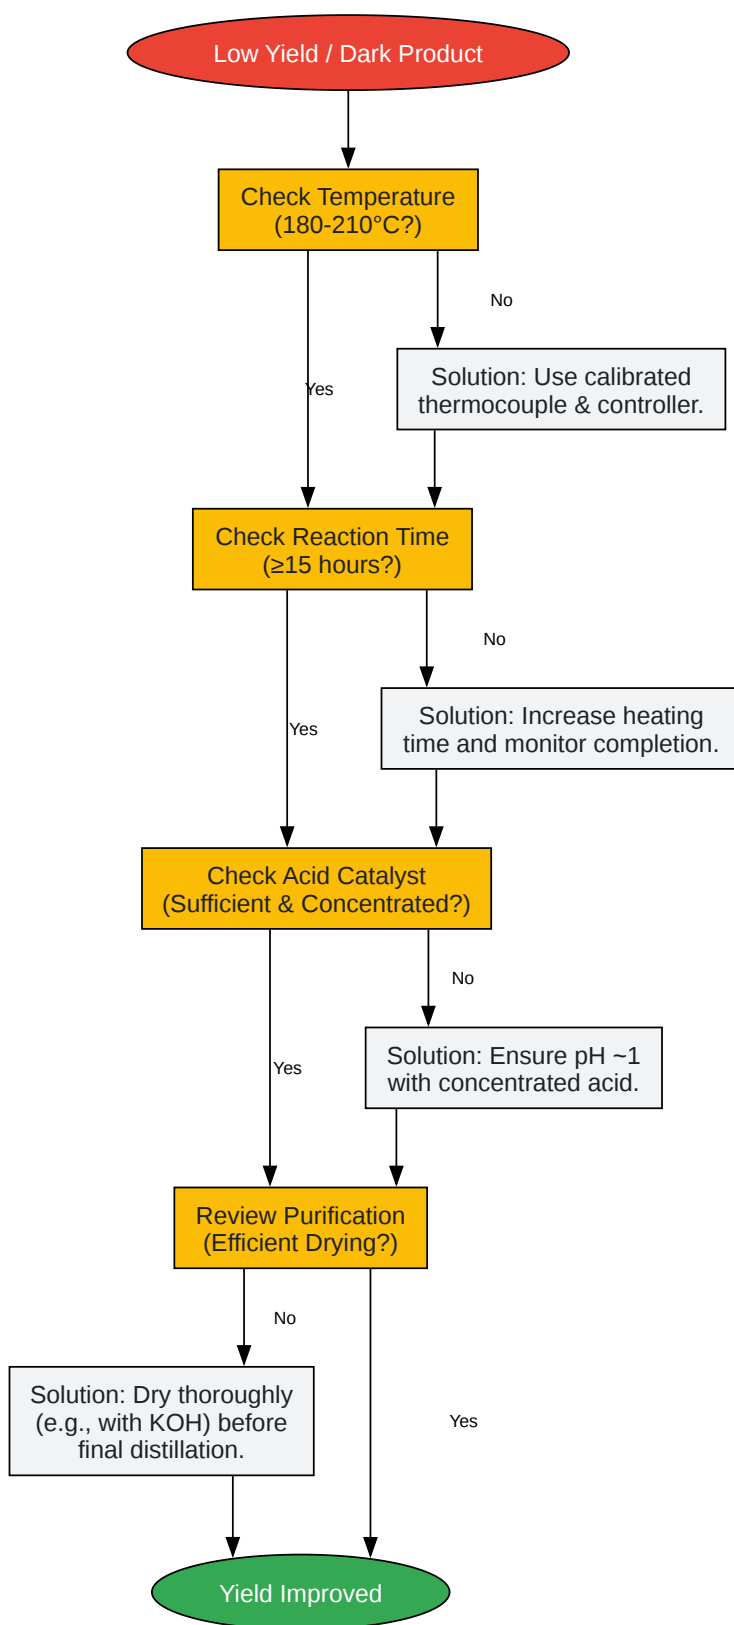 Low Yield / Dark Product
Check Temperature
(180-210°C?)
No
Solution: Use calibrated
thermocouple & controller.
Yes
Check Reaction Time
(≥15 hours?)
No
Solution: Increase heating
time and monitor completion.
Yes
Check Acid Catalyst
(Sufficient & Concentrated?)
No
Solution: Ensure pH ~1
with concentrated acid.
Yes
Review Purification
(Efficient Drying?)
No
Solution: Dry thoroughly
(e.g., with KOH) before
final distillation.
Yes
Yield Improved